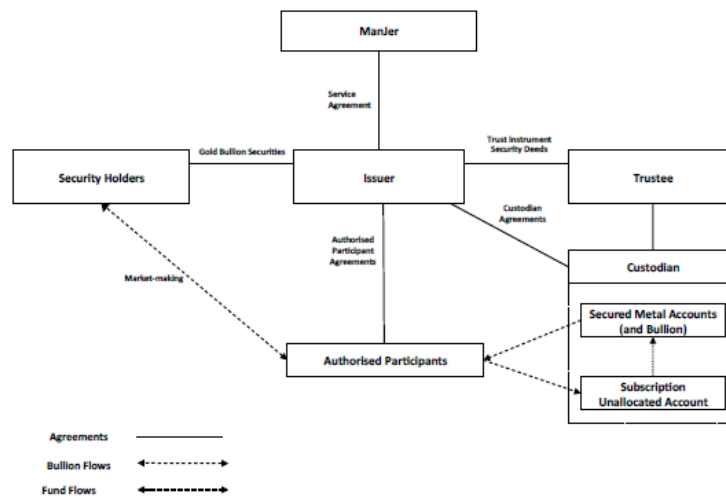 ManJer
Service
Agreement
Gold Bullion Securities
Trust Instrument
Security Deeds
Security Holders
Issuer
Trustee
Custodian
Agreements
Authorised
Participant
Agreements
Custodian
Market-making
Secured Metal Accounts
(and Bullion)
Authorised Participants
Subscription
Unallocated Account
Agreements
Bullion Flows
Fund Flows